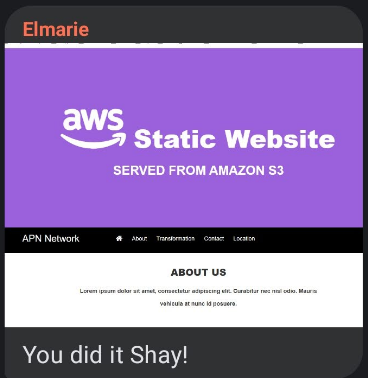 Elmarie
aws
Static Website
SERVED FROM AMAZON S3
APN Network About Transformation Contact Location
ABOUT US
Lorem ipsum dolor sit amet, consectetur adipiscing elit. Curabitur nec nisl odio. Mauris
vehicula at nunc id posuere.
You did it Shay!